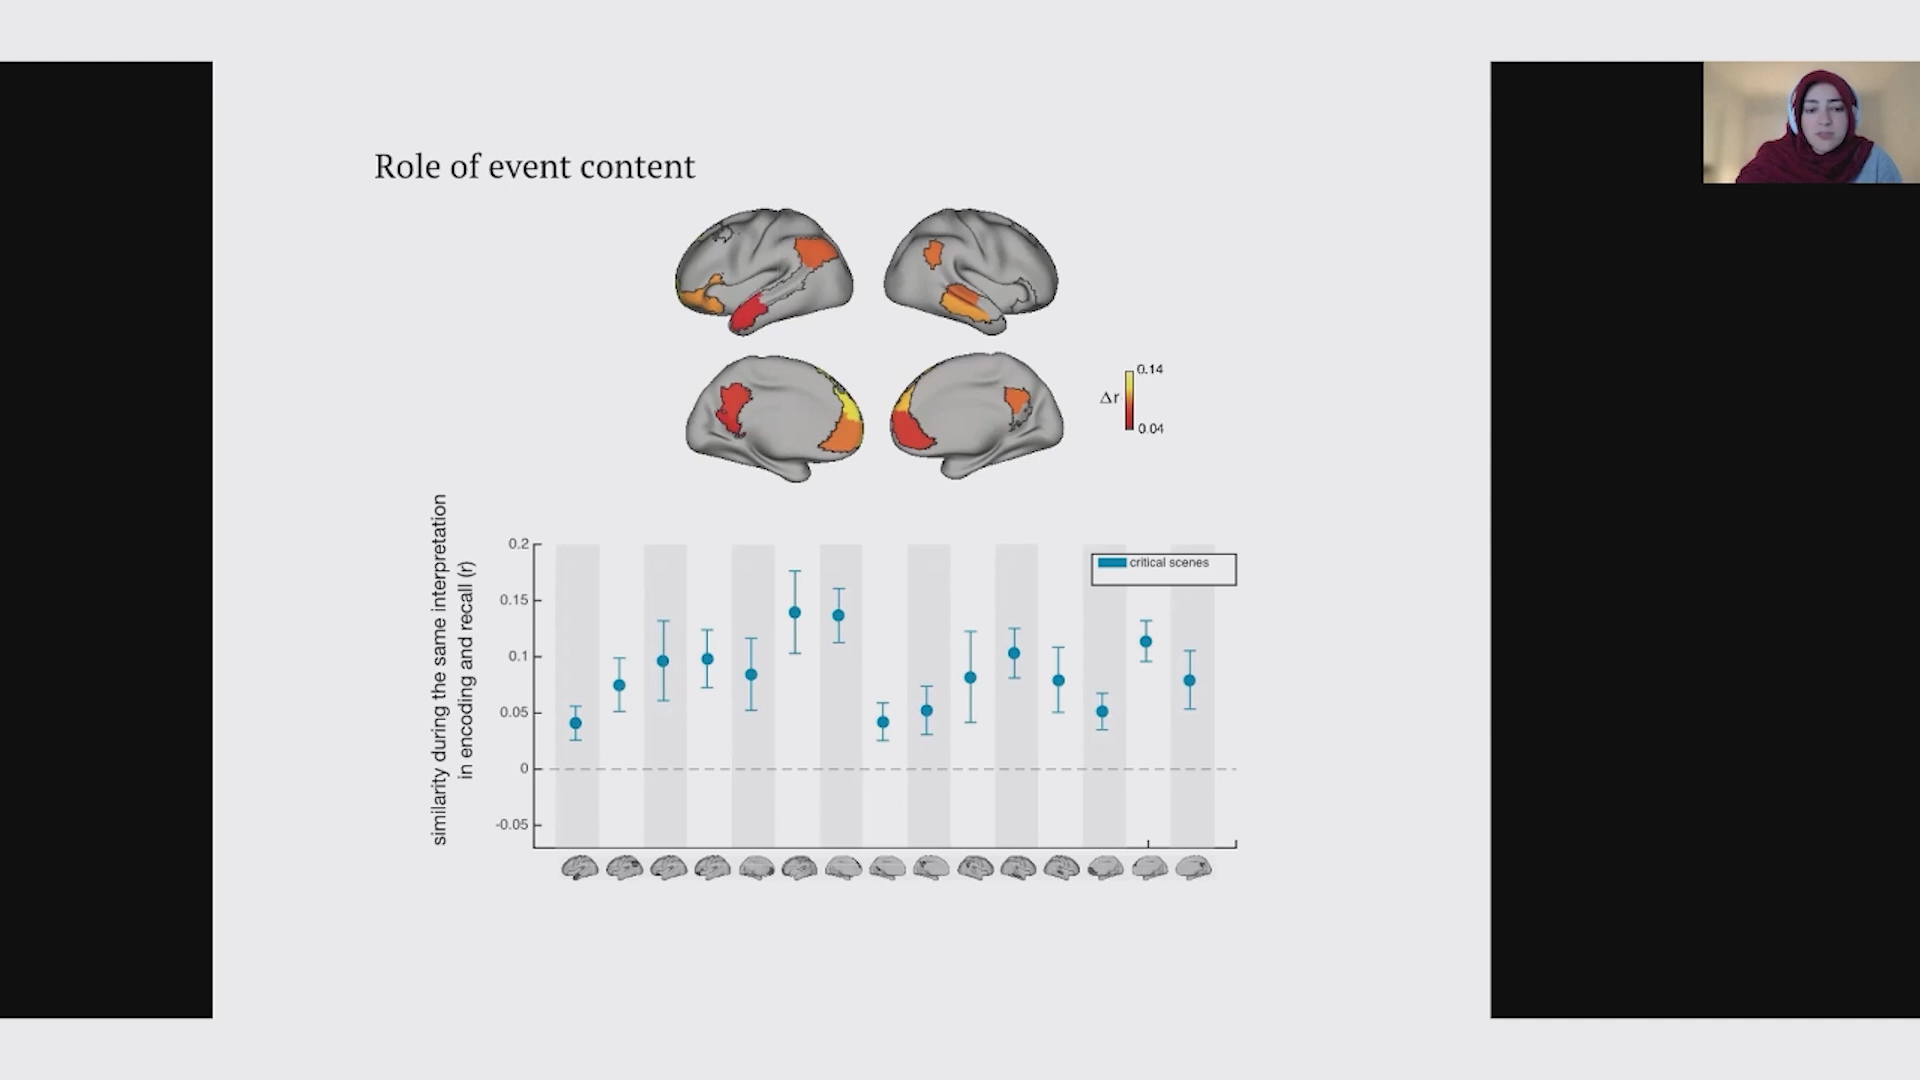 Role of event content
0.14
Δr
0.04
similarity during the same interpretation
in encoding and recall (r)
0.2
0.15
0.1
0.05
0
-0.05
critical scenes